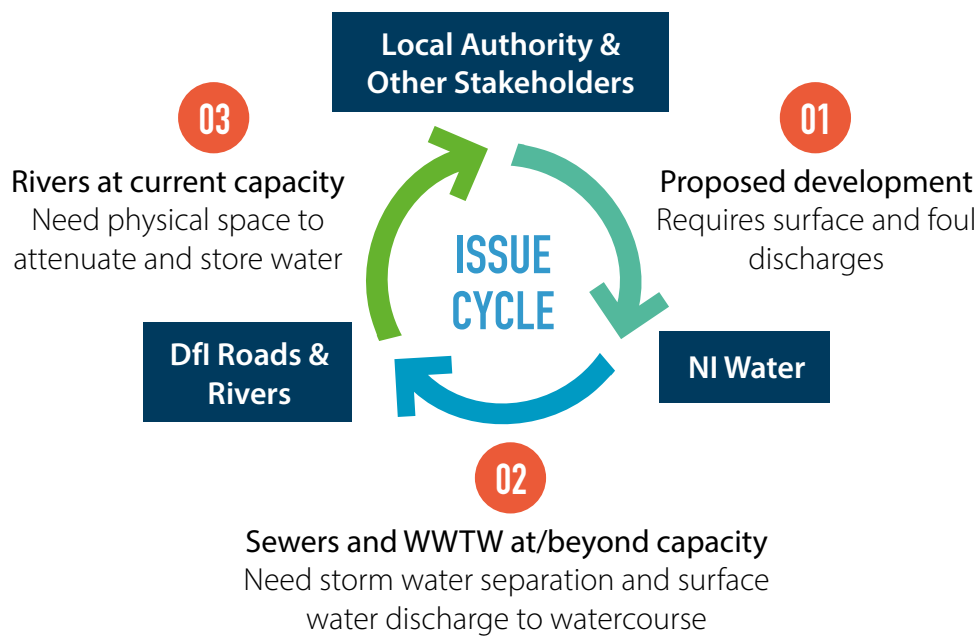 Local Authority &
Other Stakeholders
01
Proposed development
Requires surface and foul
discharges
NI Water
02
Sewers and WWTW at/beyond capacity
Need storm water separation and surface
water discharge to watercourse
DfI Roads &
Rivers
03
Rivers at current capacity
Need physical space to
attenuate and store water
ISSUE
CYCLE